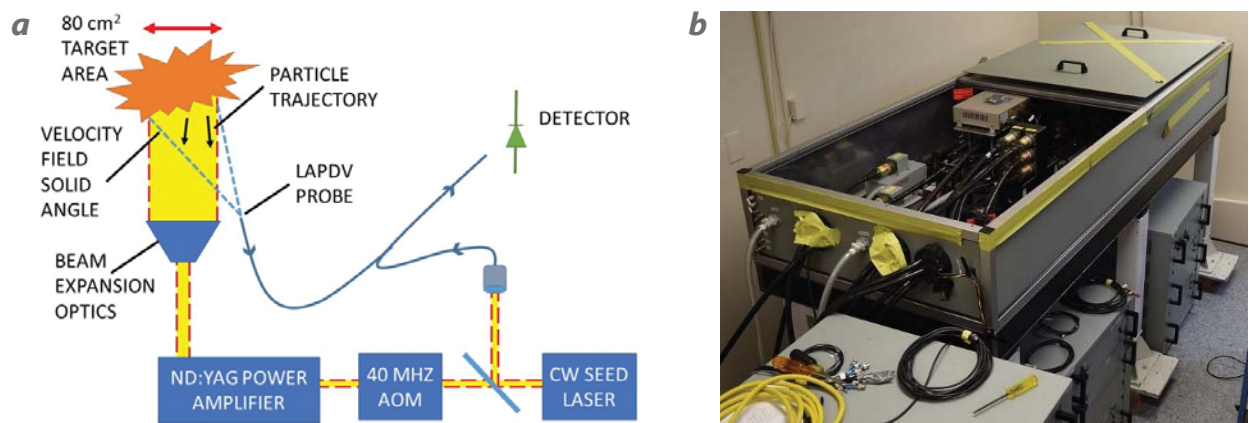 a
80 cm²
TARGET
AREA
PARTICLE
TRAJECTORY
VELOCITY
FIELD
SOLID
ANGLE
LAPDV
PROBE
DETECTOR
BEAM
EXPANSION
OPTICS
ND:YAG POWER
AMPLIFIER
40 MHZ
AOM
CW SEED
LASER
b